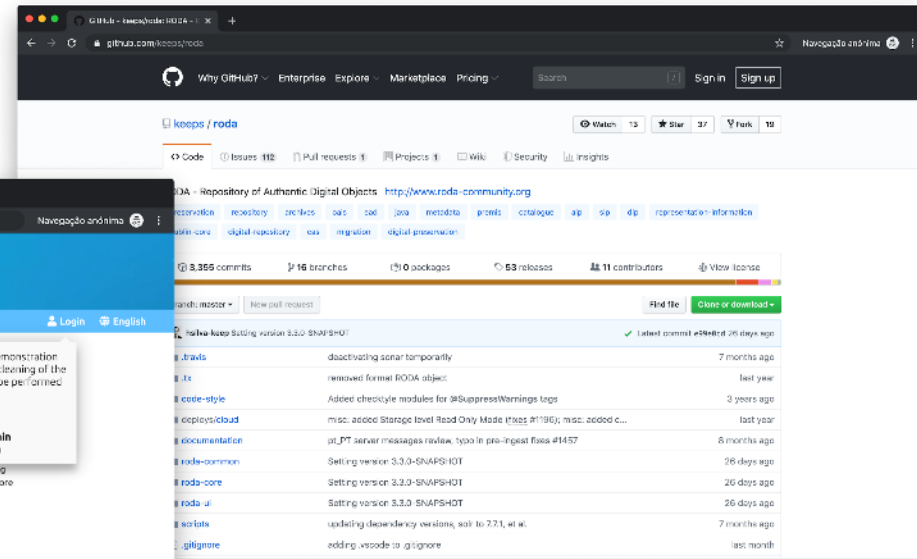 GitHub - keeps/roda: RODA - R
github.com/keeps/roda
Navegação anónima
Why GitHub? Enterprise Explore Marketplace Pricing Search / Sign in Sign up
keeps / roda
Watch 13 Star 37 Fork 19
Code Issues 112 Pull requests 1 Projects 1 Wiki Security Insights
ODA - Repository of Authentic Digital Objects http://www.roda-community.org
reservation repository archives oais ead java metadata premis catalogue aip sip dip representation-information
ublin-core digital-repository eas migration digital-preservation
3,355 commits 16 branches 0 packages 53 releases 11 contributors View license
ranch: master New pull request Find file Clone or download
hsilva-keep Setting version 3.3.0-SNAPSHOT Latest commit 26 days ago
.travis deactivating sonar temporarily 7 months ago
.tx removed format RODA object last year
code-style Added checktyle modules for @SuppressWarnings tags 3 years ago
deploys/cloud misc: added Storage level Read Only Mode (fixes #1196); misc: added c... last year
documentation pt_PT server messages review, typo in pre-ingest fixes #1457 8 months ago
roda-common Setting version 3.3.0-SNAPSHOT 26 days ago
roda-core Setting version 3.3.0-SNAPSHOT 26 days ago
roda-ui Setting version 3.3.0-SNAPSHOT 26 days ago
scripts updating dependency versions, solr to 7.7.1, et al. 7 months ago
.gitignore adding .vscode to .gitignore last month
Navegação anónima
Login English
emonstration
cleaning of the
be performed